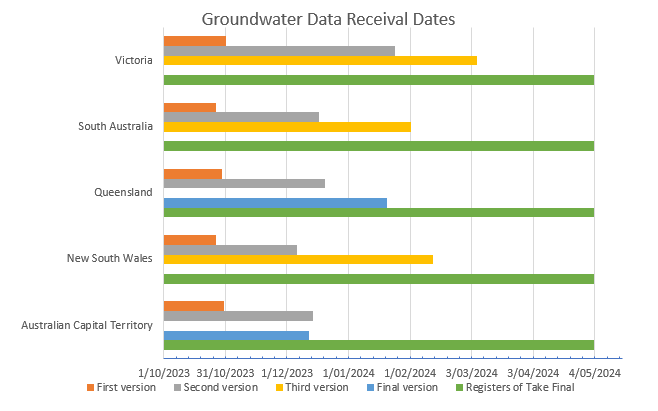 Groundwater Data Receival Dates
Victoria
South Australia
Queensland
New South Wales
Australian Capital Territory
1/10/2023 31/10/2023 1/12/2023 1/01/2024 1/02/2024 3/03/2024 3/04/2024 4/05/2024
First version Second version Third version Final version Registers of Take Final